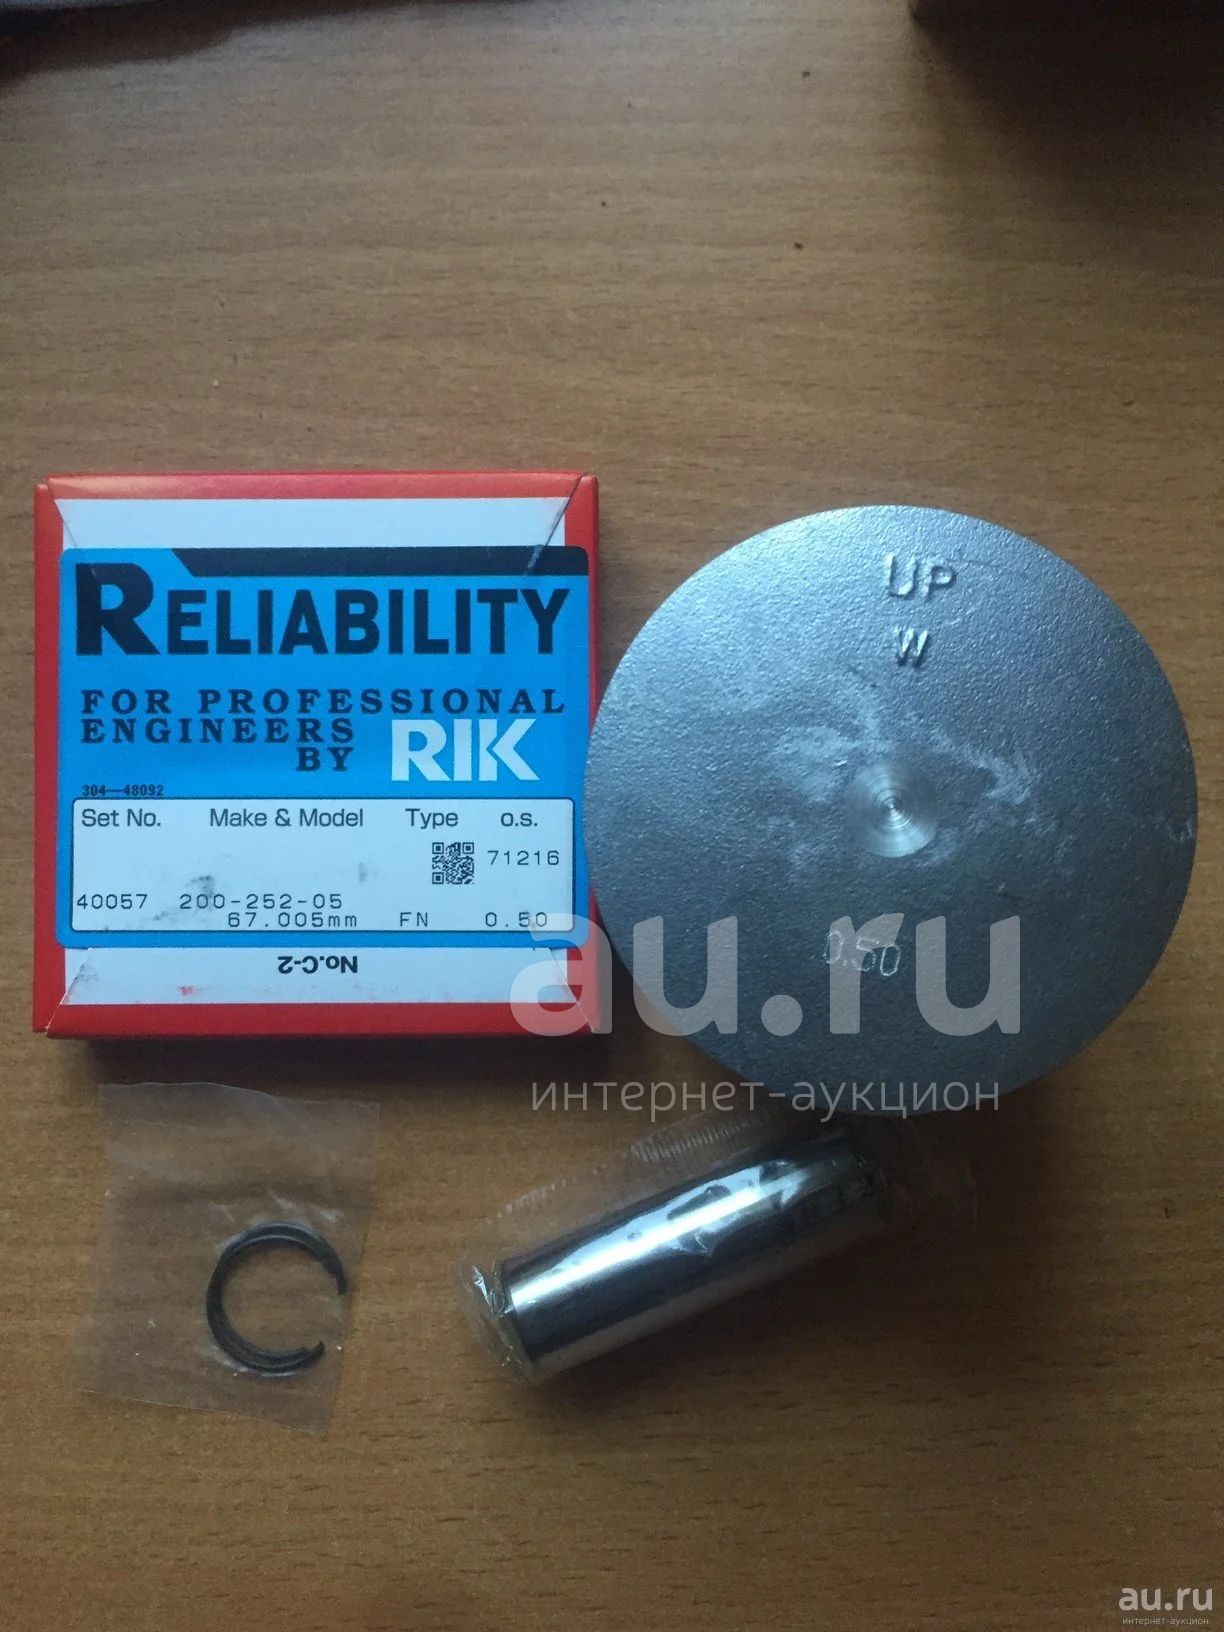 RELIABILITY
FOR PROFESSIONAL
ENGINEERS
BY RIK
304-48092
Set No. Make & Model Type o.s.
71216
40057 200-252-05
67.005mm FN 0.50
No.C-2
UP
W
0.50
au.ru
интернет-аукцион
au.ru
интернет-аукцион